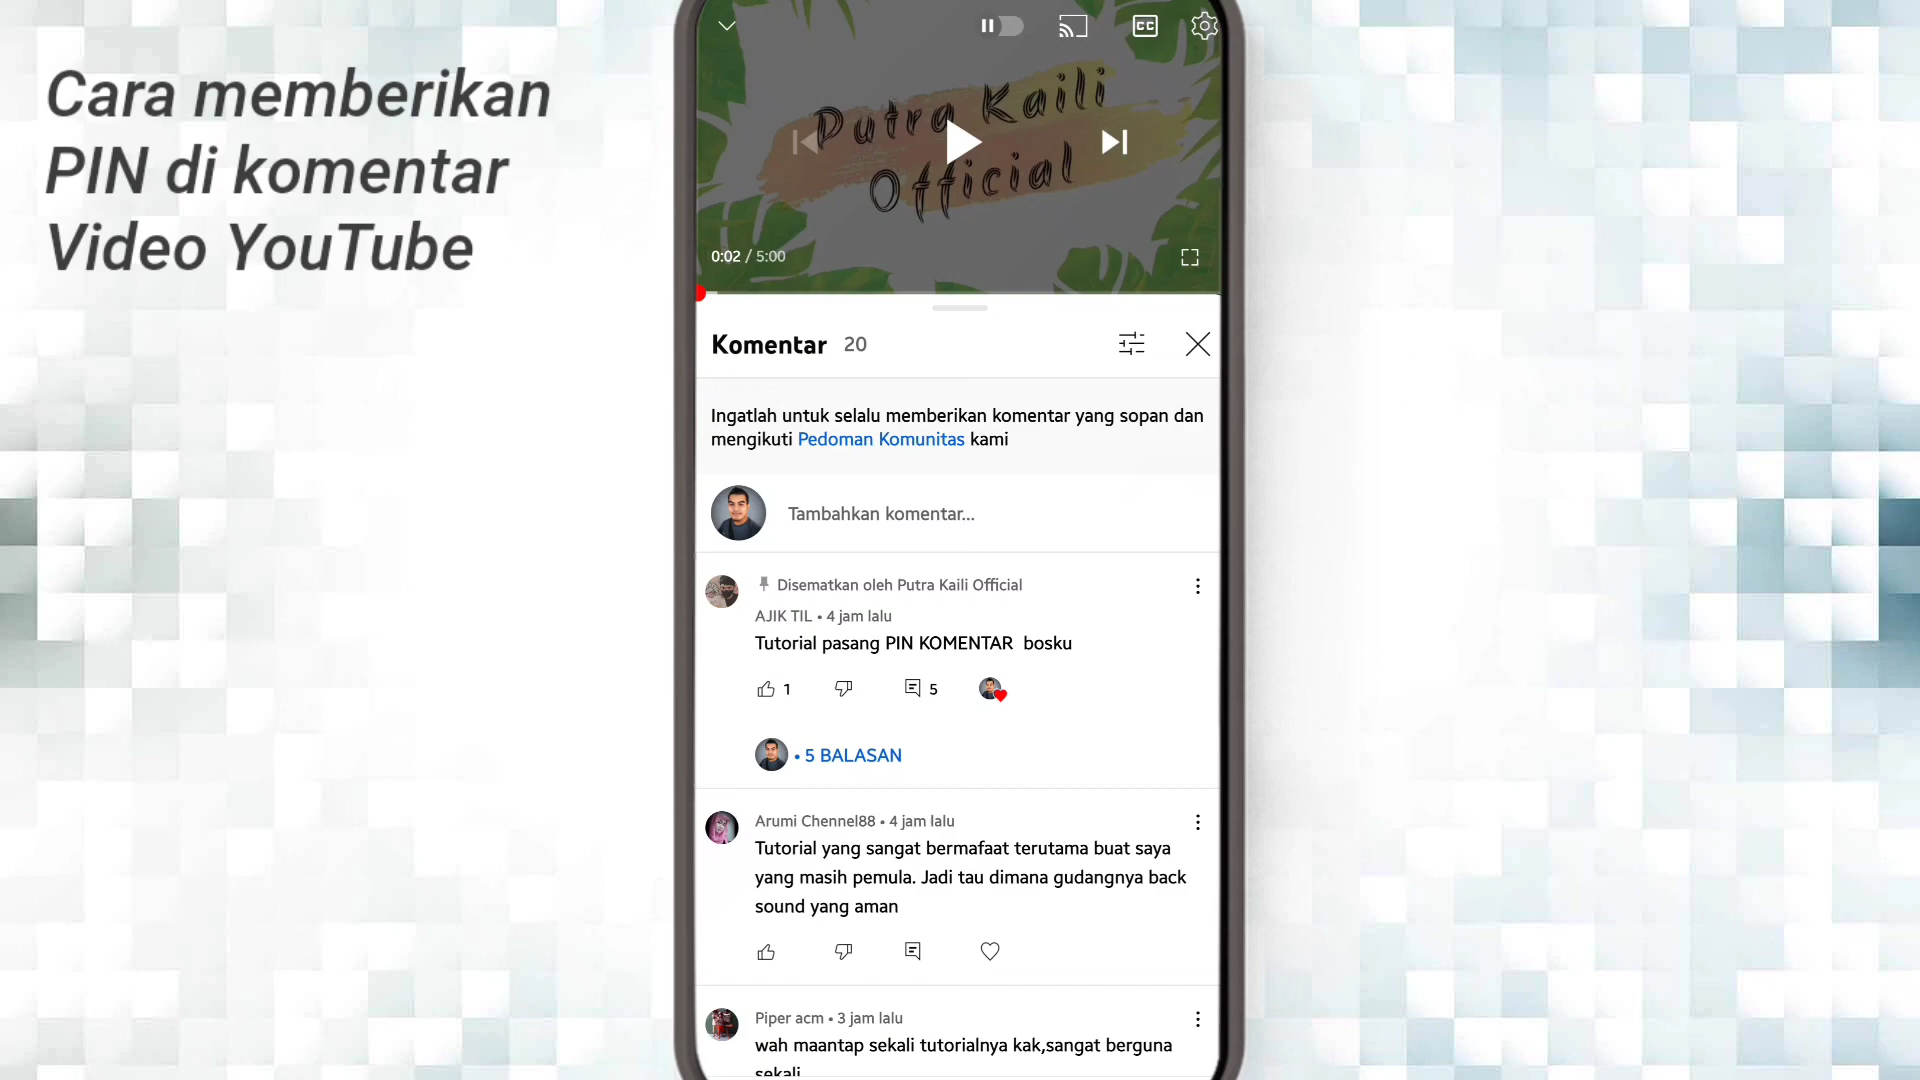 Cara memberikan
PIN di komentar
Video YouTube
CC
Putra Kaili
Official
0:02 / 5:00
Komentar 20
Ingatlah untuk selalu memberikan komentar yang sopan dan
mengikuti Pedoman Komunitas kami
Tambahkan komentar...
Disematkan oleh Putra Kaili Official
AJIK TIL • 4 jam lalu
Tutorial pasang PIN KOMENTAR bosku
1 5
• 5 BALASAN
Arumi Chennel88 • 4 jam lalu
Tutorial yang sangat bermafaat terutama buat saya
yang masih pemula. Jadi tau dimana gudangnya back
sound yang aman
Piper acm • 3 jam lalu
wah maantap sekali tutorialnya kak,sangat berguna
sekali